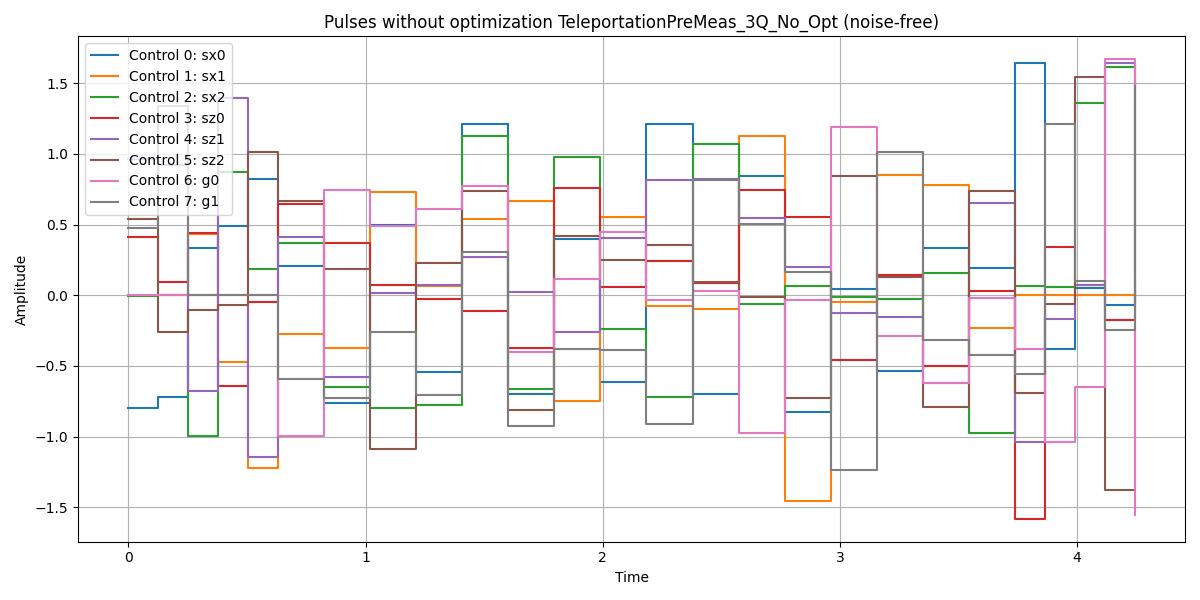 Pulses without optimization TeleportationPreMeas_3Q_No_Opt (noise-free)
Control 0: sx0
Control 1: sx1
Control 2: sx2
Control 3: sz0
Control 4: sz1
Control 5: sz2
Control 6: g0
Control 7: g1
Amplitude
1.5
1.0
0.5
0.0
−0.5
−1.0
−1.5
0 1 2 3 4
Time